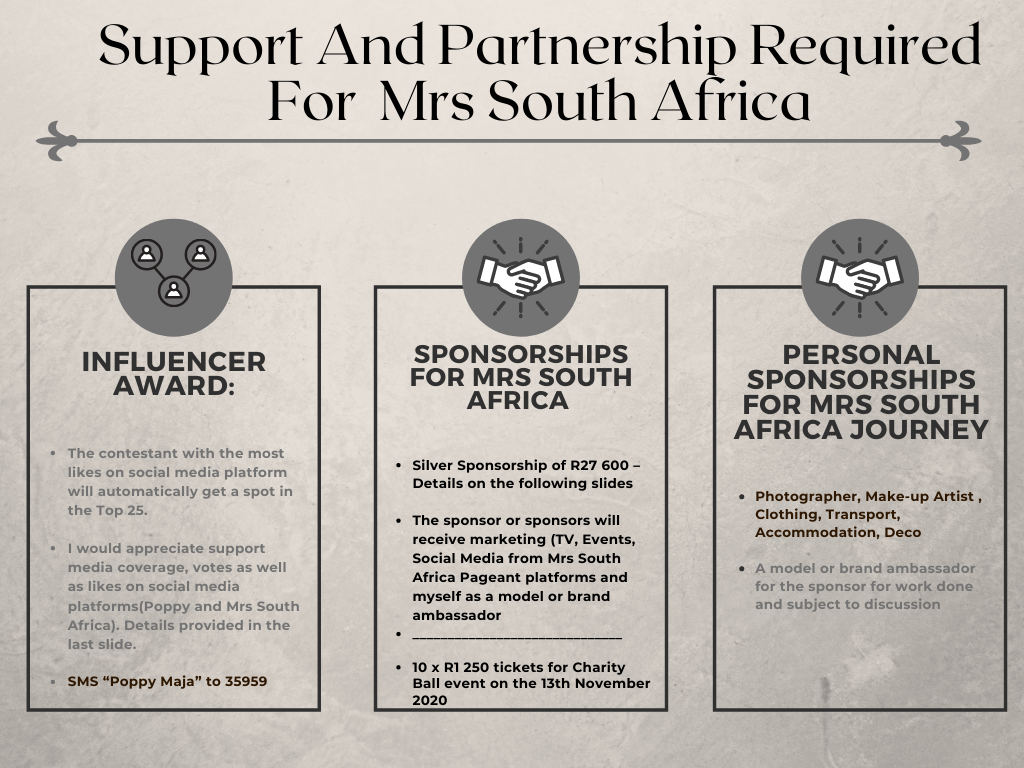 Support And Partnership Required
For Mrs South Africa
INFLUENCER
AWARD:
• The contestant with the most
likes on social media platform
will automatically get a spot in
the Top 25.
• I would appreciate support
media coverage, votes as well
as likes on social media
platforms(Poppy and Mrs South
Africa). Details provided in the
last slide.
• SMS “Poppy Maja” to 35959
SPONSORSHIPS
FOR MRS SOUTH
AFRICA
• Silver Sponsorship of R27 600 –
Details on the following slides
• The sponsor or sponsors will
receive marketing (TV, Events,
Social Media from Mrs South
Africa Pageant platforms and
myself as a model or brand
ambassador
• ______________________________
• 10 x R1 250 tickets for Charity
Ball event on the 13th November
2020
PERSONAL
SPONSORSHIPS
FOR MRS SOUTH
AFRICA JOURNEY
• Photographer, Make-up Artist ,
Clothing, Transport,
Accommodation, Deco
• A model or brand ambassador
for the sponsor for work done
and subject to discussion